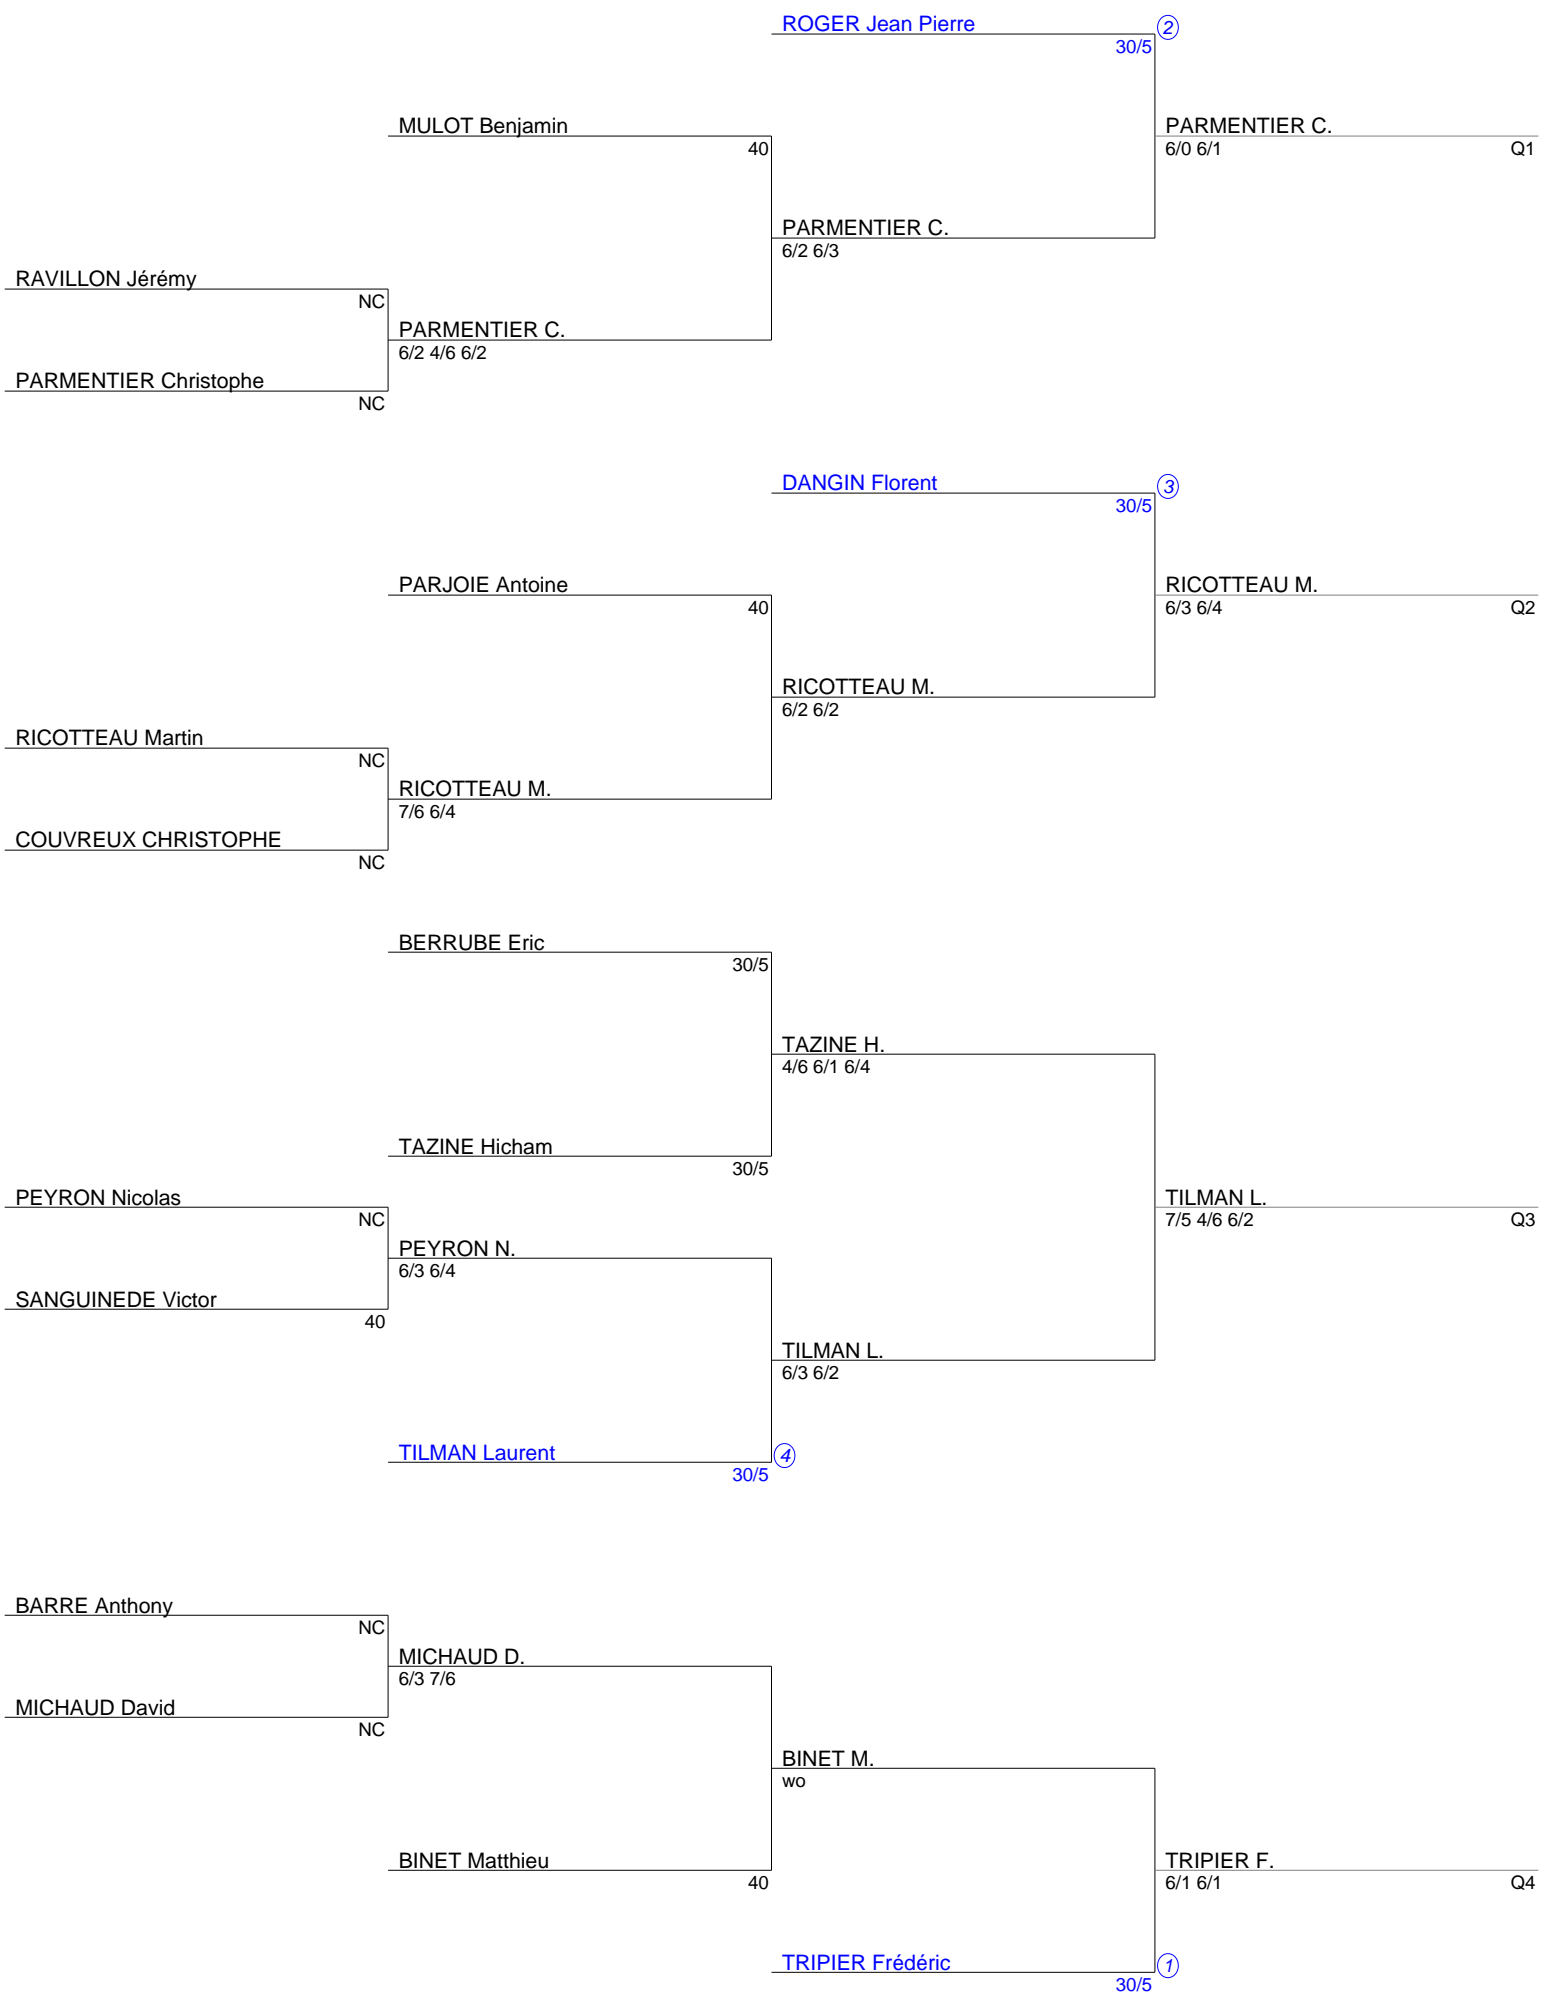 ROGER Jean Pierre 2
30/5
MULOT Benjamin
40
PARMENTIER C.
6/0 6/1 Q1
PARMENTIER C.
6/2 6/3
RAVILLON Jérémy
NC
PARMENTIER C.
6/2 4/6 6/2
PARMENTIER Christophe
NC
DANGIN Florent 3
30/5
PARJOIE Antoine
40
RICOTTEAU M.
6/3 6/4 Q2
RICOTTEAU M.
6/2 6/2
RICOTTEAU Martin
NC
RICOTTEAU M.
7/6 6/4
COUVREUX CHRISTOPHE
NC
BERRUBE Eric
30/5
TAZINE H.
4/6 6/1 6/4
TAZINE Hicham
30/5
PEYRON Nicolas
NC
TILMAN L.
7/5 4/6 6/2 Q3
PEYRON N.
6/3 6/4
SANGUINEDE Victor
40
TILMAN L.
6/3 6/2
TILMAN Laurent 4
30/5
BARRE Anthony
NC
MICHAUD D.
6/3 7/6
MICHAUD David
NC
BINET M.
wo
BINET Matthieu
40
TRIPIER F.
6/1 6/1 Q4
TRIPIER Frédéric 1
30/5